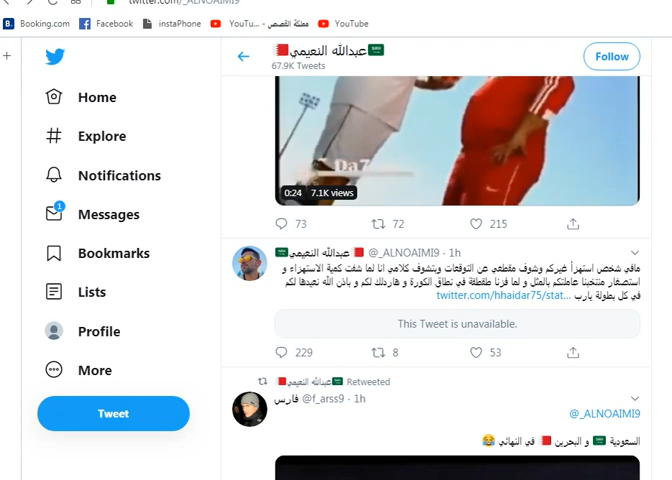 twitter.com/_ALNOAIMI9
Booking.com
Facebook
instaPhone
YouTu... - مملكة القصص
YouTube
Home
Explore
Notifications
1
Messages
Bookmarks
Lists
Profile
More
Tweet
عبدالله النعيمي
67.9K Tweets
Follow
Da7
0:24 7.1K views
73 72 215
عبدالله النعيمي @_ALNOAIMI9 · 1h
مافي شخص استهزأ غيركم وشوف مقطعي عن التوقعات وبتشوف كلامي انا لما شفت كمية الاستهزاء و
استصغار منتخبنا عاملتكم بالمثل و لما فزنا طقطقة في نطاق الكورة و هاردلك لكم و باذن الله نعيدها لكم
في كل بطولة يارب twitter.com/hhaidar75/stat...
This Tweet is unavailable.
229 8 53
عبدالله النعيمي Retweeted
فارس @f_arss9 · 1h
@_ALNOAIMI9
السعودية 🇸🇦 و البحرين 🇧🇭 في النهائي 😂